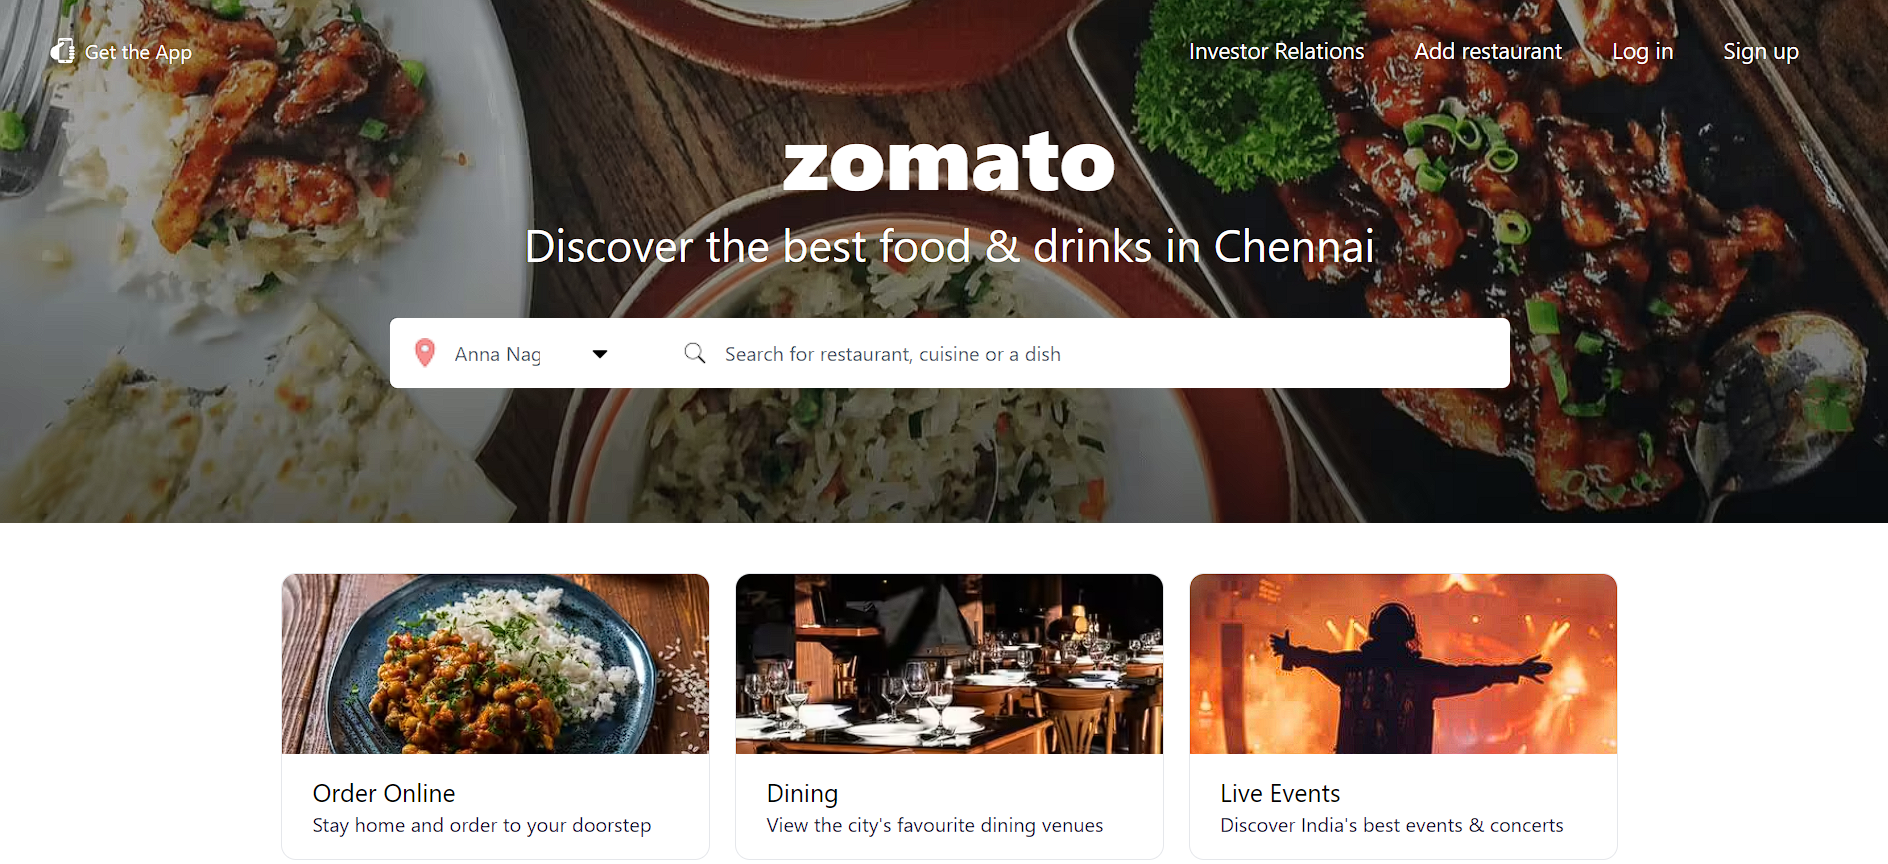 Get the App
Investor Relations
Add restaurant
Log in
Sign up
zomato
Discover the best food & drinks in Chennai
Anna Nag
Search for restaurant, cuisine or a dish
Order Online
Stay home and order to your doorstep
Dining
View the city's favourite dining venues
Live Events
Discover India's best events & concerts